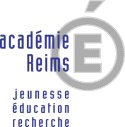 académie
Reims
É
jeunesse
éducation
recherche